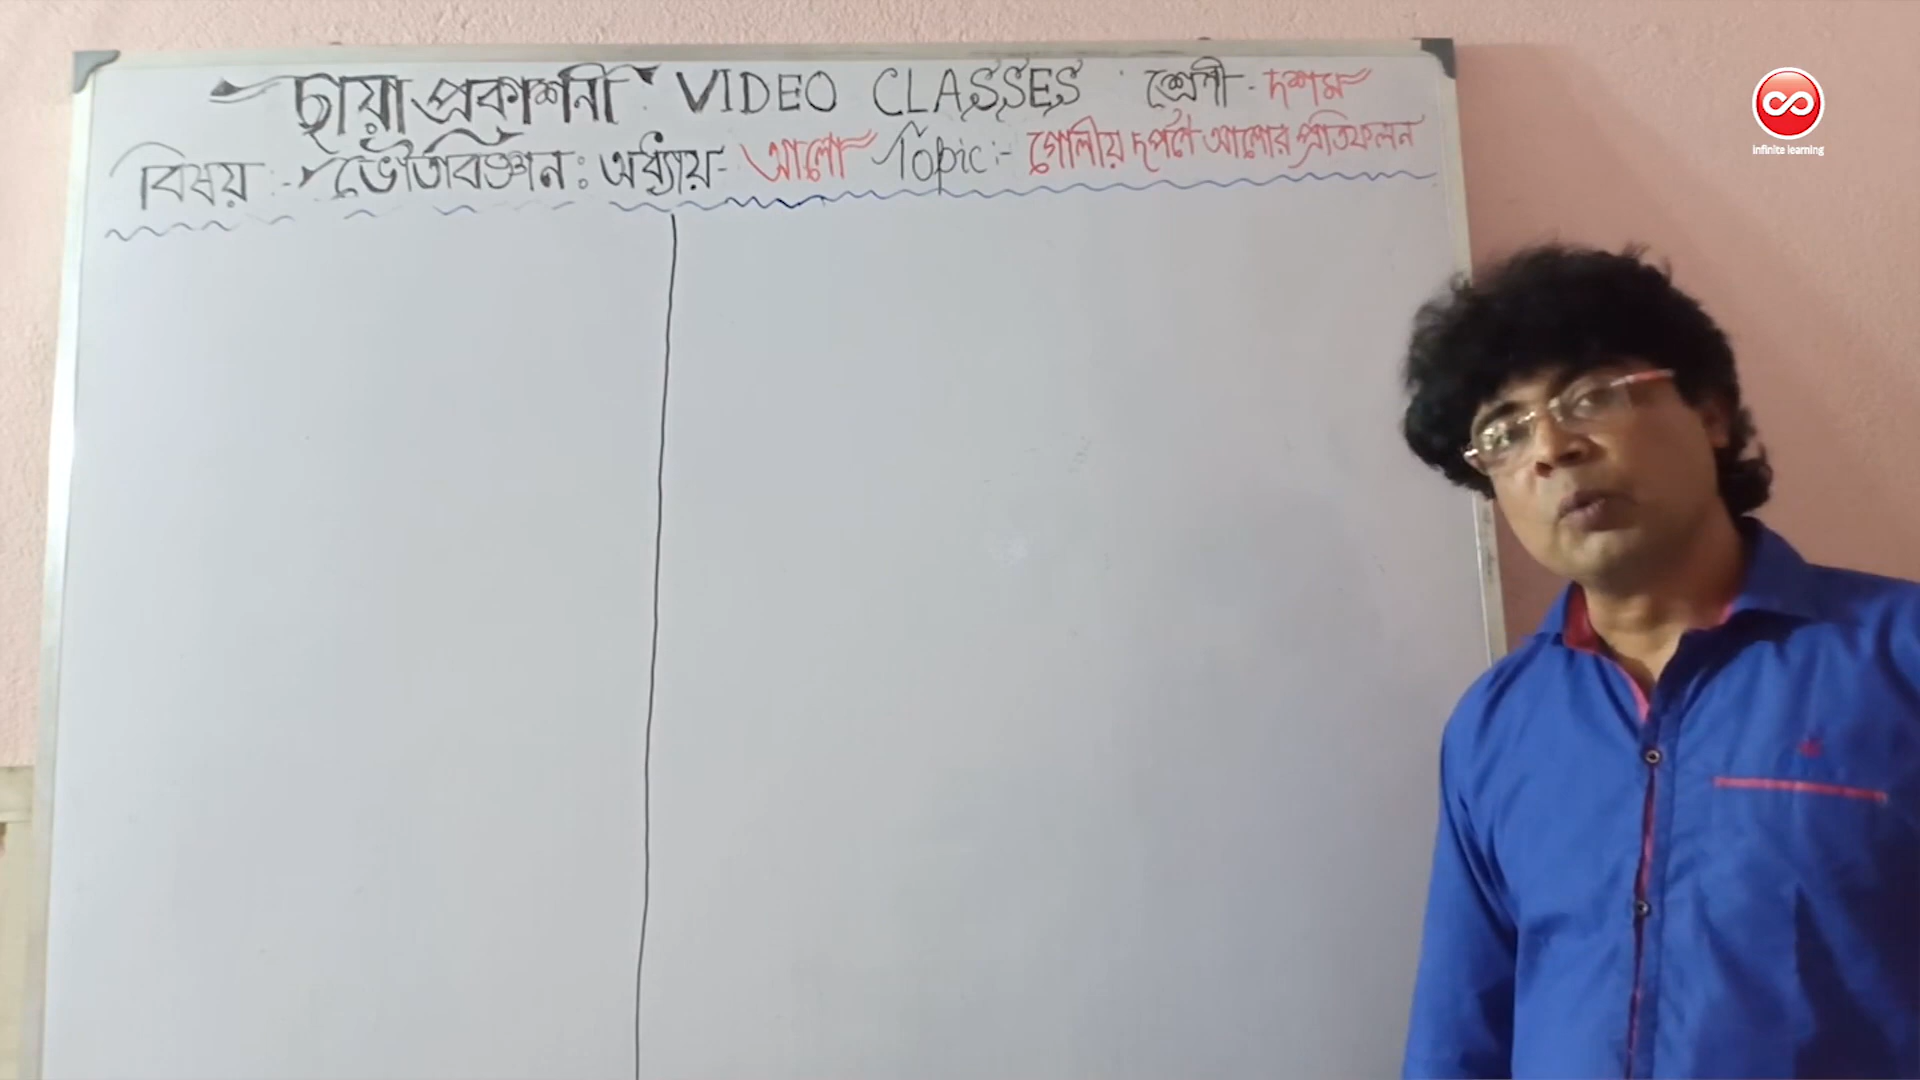 ছায়া প্রকাশনী VIDEO CLASSES শ্রেণী - দশম
বিষয় :- ভৌতবিজ্ঞান : অধ্যায় - আলো Topic :- গোলীয় দর্পণে আলোর প্রতিফলন
infinite learning